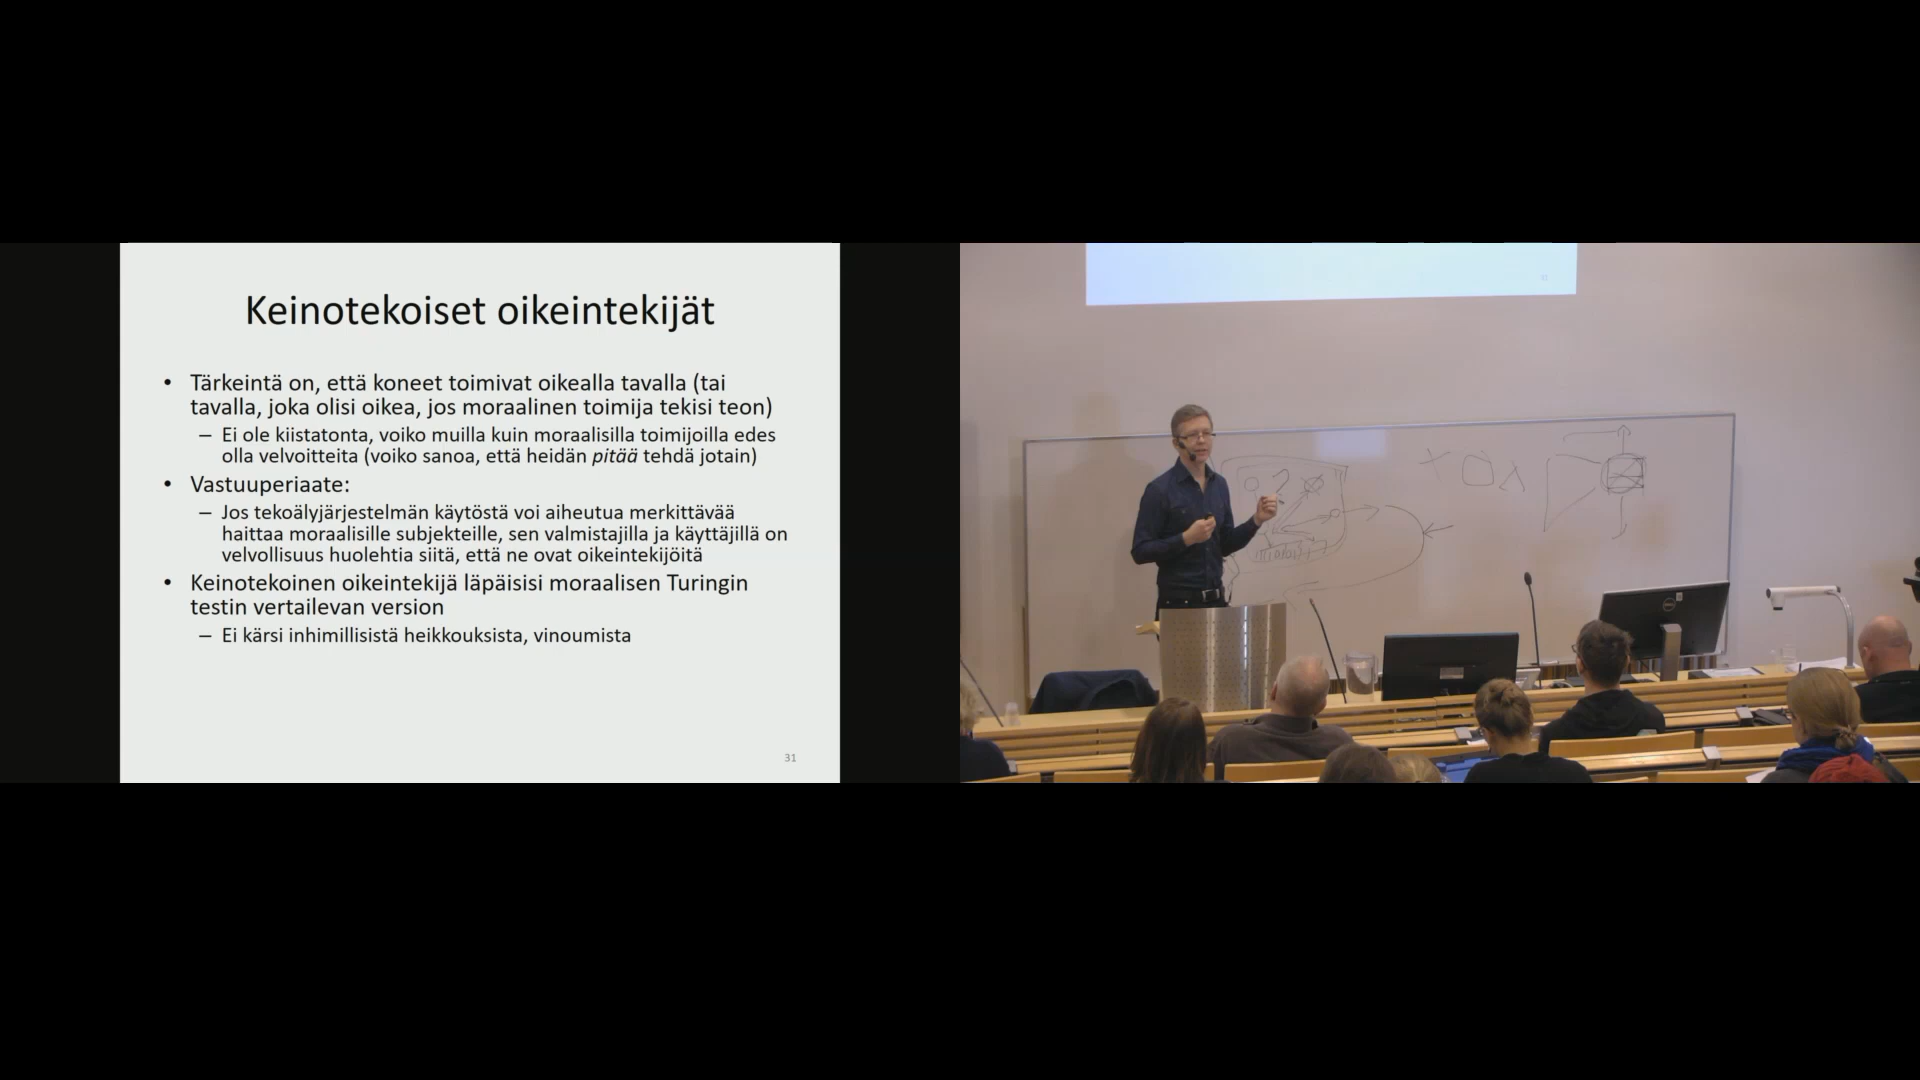 Keinotekoiset oikeintekijät
• Tärkeintä on, että koneet toimivat oikealla tavalla (tai
tavalla, joka olisi oikea, jos moraalinen toimija tekisi teon)
– Ei ole kiistatonta, voiko muilla kuin moraalisilla toimijoilla edes
olla velvoitteita (voiko sanoa, että heidän pitää tehdä jotain)
• Vastuuperiaate:
– Jos tekoälyjärjestelmän käytöstä voi aiheutua merkittävää
haittaa moraalisille subjekteille, sen valmistajilla ja käyttäjillä on
velvollisuus huolehtia siitä, että ne ovat oikeintekijöitä
• Keinotekoinen oikeintekijä läpäisisi moraalisen Turingin
testin vertailevan version
– Ei kärsi inhimillisistä heikkouksista, vinoumista
31